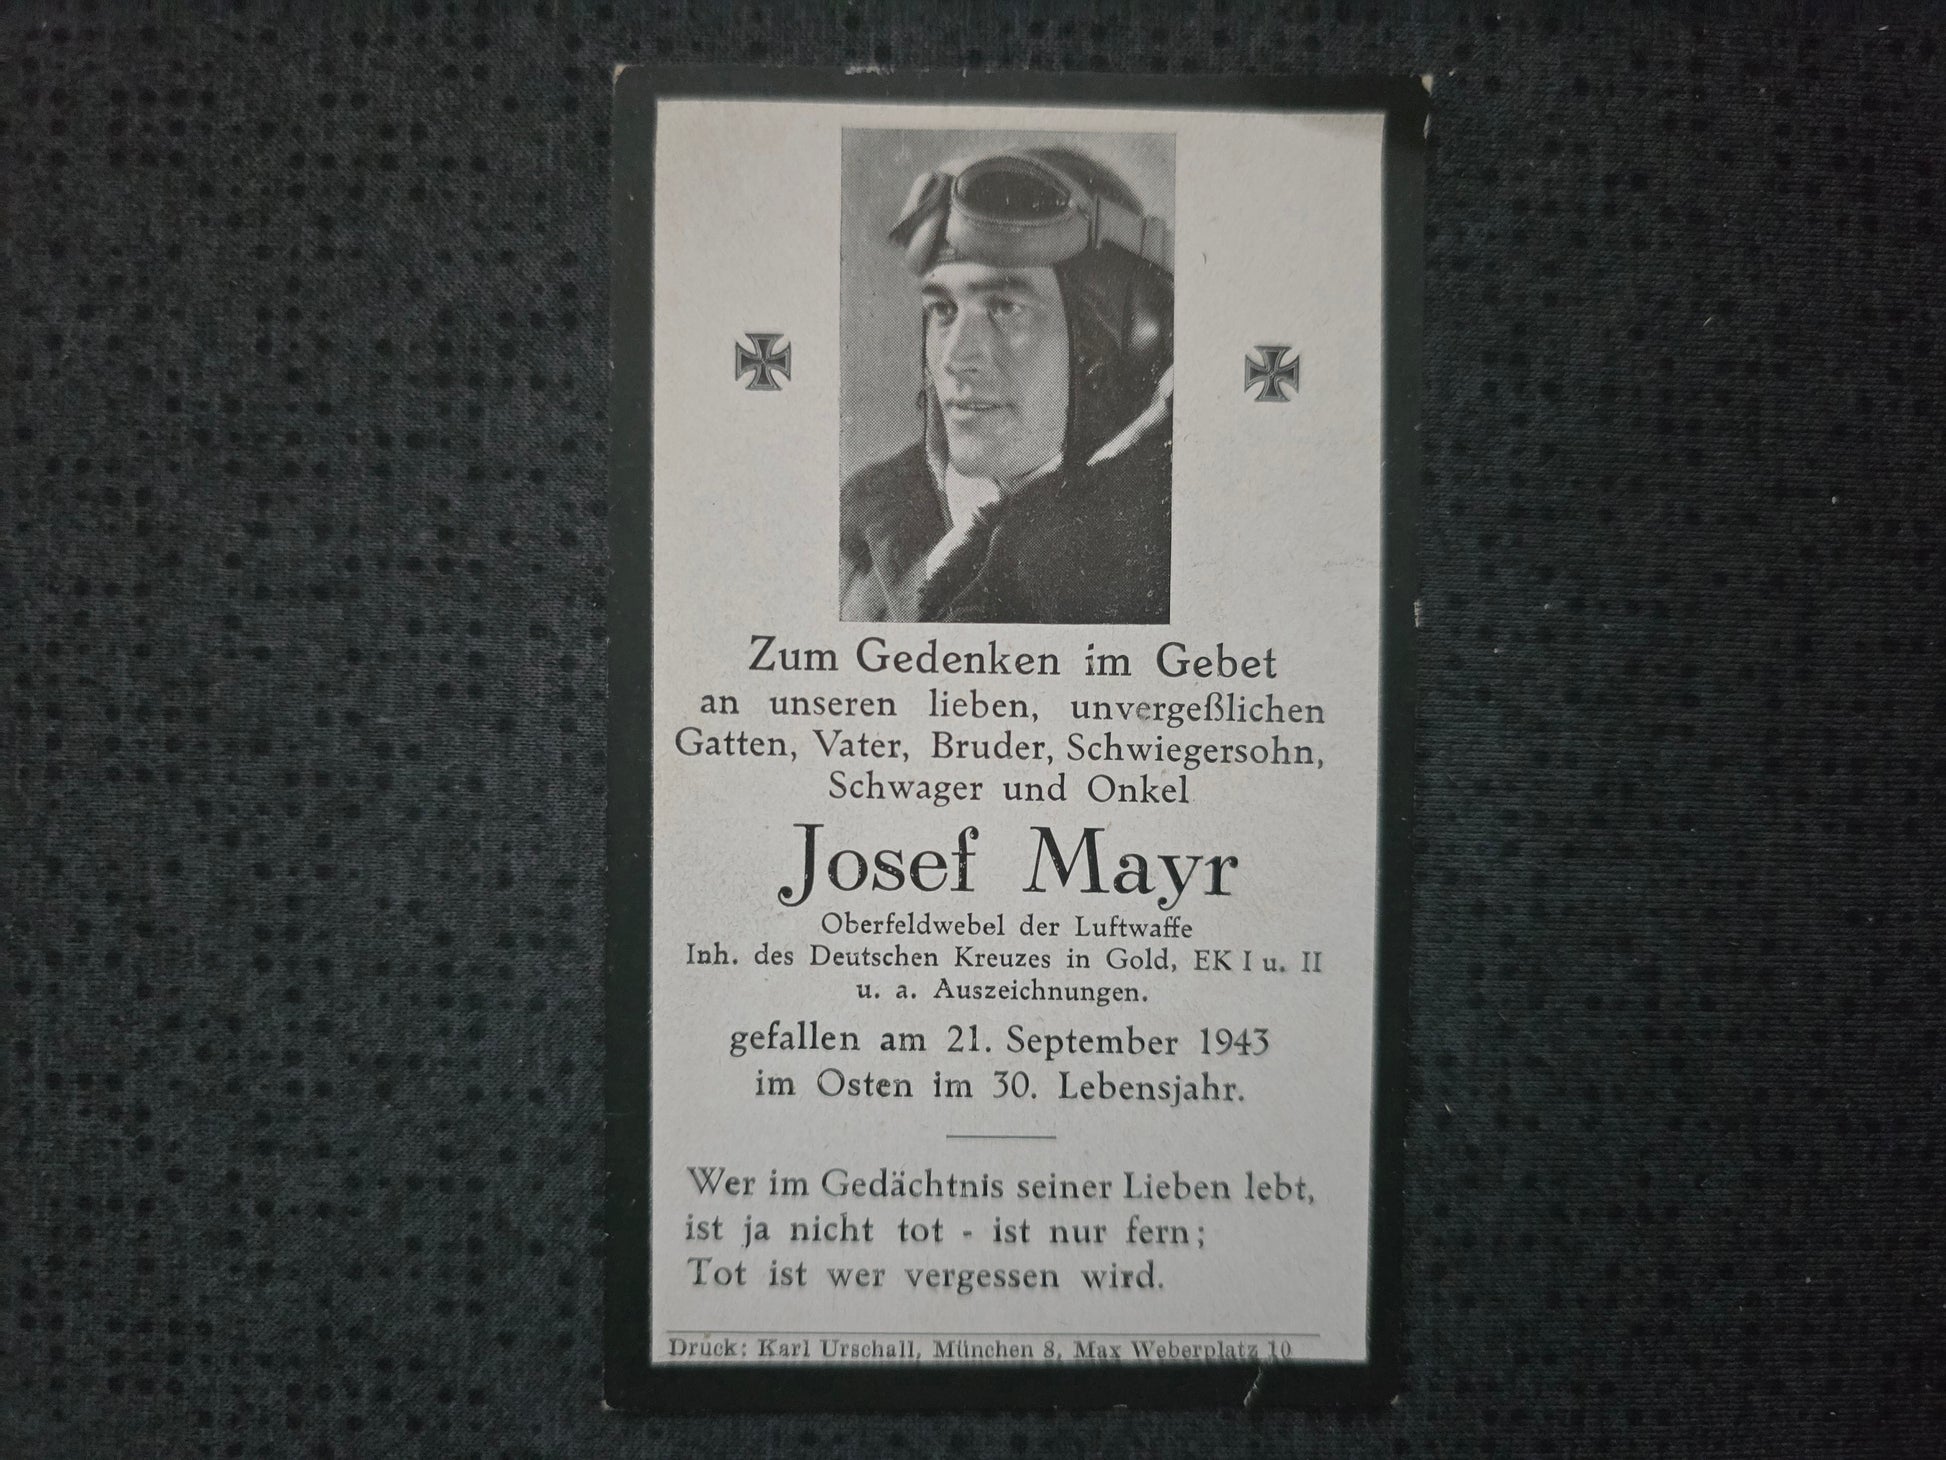 Zum Gedenken im Gebet
an unseren lieben, unvergeßlichen
Gatten, Vater, Bruder, Schwiegersohn,
Schwager und Onkel
Josef Mayr
Oberfeldwebel der Luftwaffe
Inh. des Deutschen Kreuzes in Gold, EK I u. II
u. a. Auszeichnungen.
gefallen am 21. September 1943
im Osten im 30. Lebensjahr.
Wer im Gedächtnis seiner Lieben lebt,
ist ja nicht tot - ist nur fern;
Tot ist wer vergessen wird.
Druck: Karl Urschall, München 8, Max Weberplatz 10